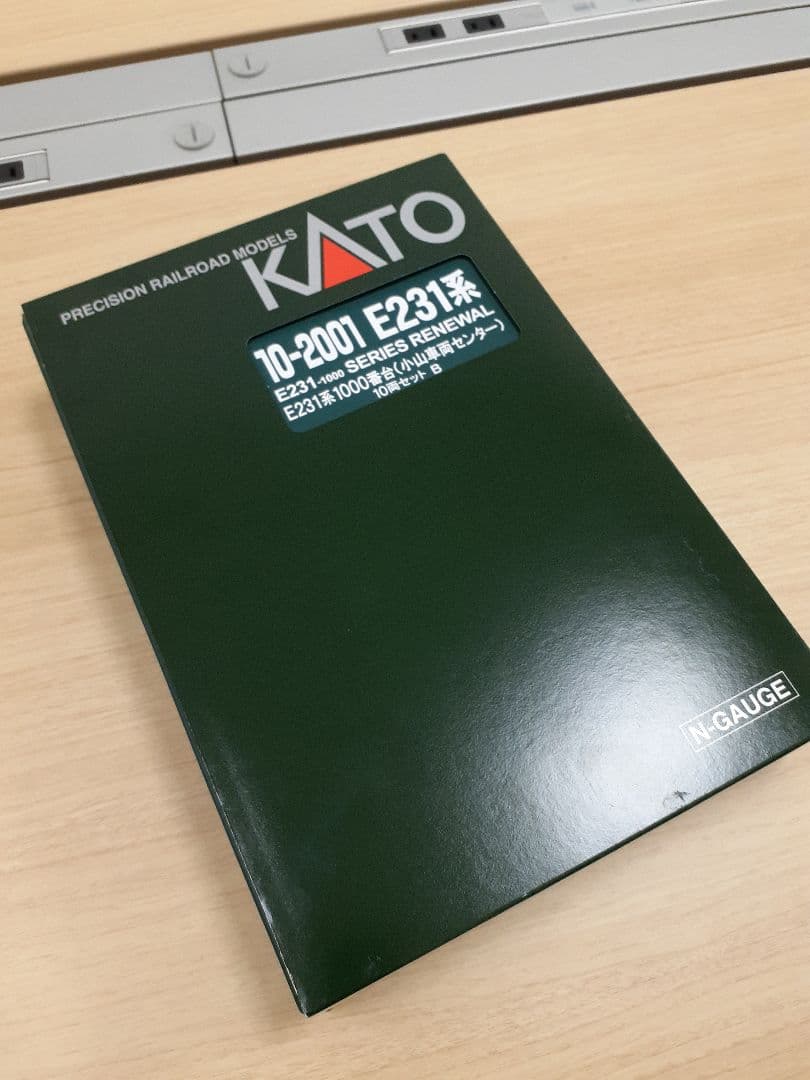 PRECISION RAILROAD MODELS
KATO
10-2001 E231系
E231-1000 SERIES RENEWAL
E231系1000番台(小山車両センター)
10両セット B
N-GAUGE